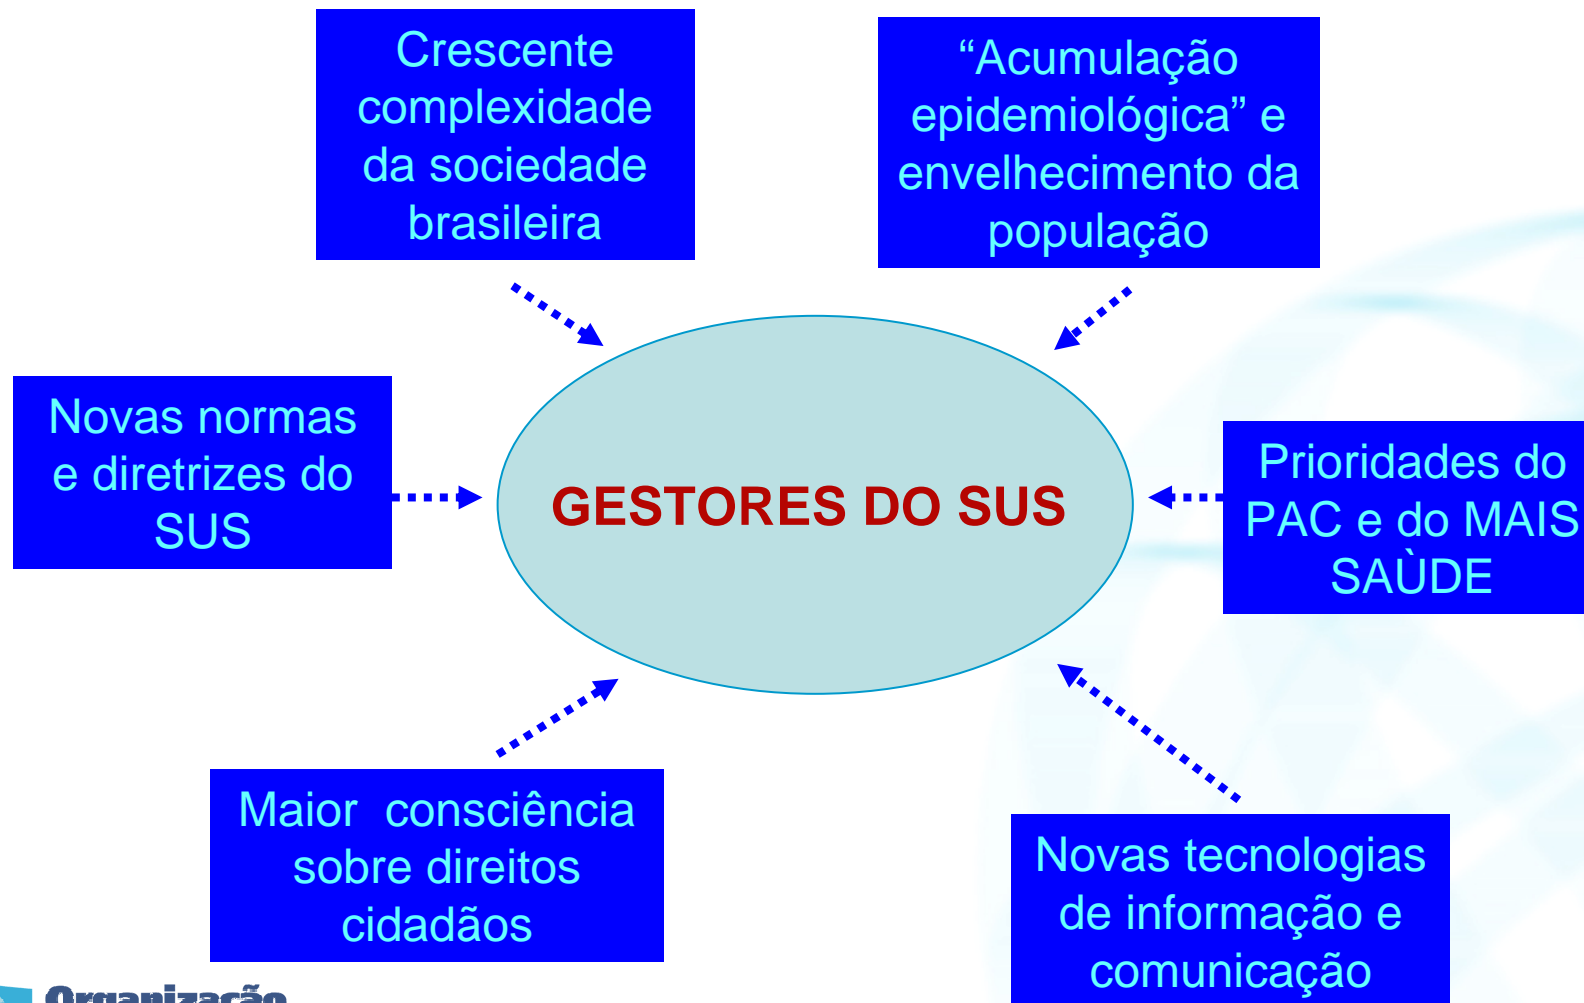 Crescente
complexidade
da sociedade
brasileira
“Acumulação
epidemiológica” e
envelhecimento da
população
Novas normas
e diretrizes do
SUS
GESTORES DO SUS
Prioridades do
PAC e do MAIS
SAÙDE
Maior  consciência
sobre direitos
cidadãos
Novas tecnologias
de informação e
comunicação
Organização